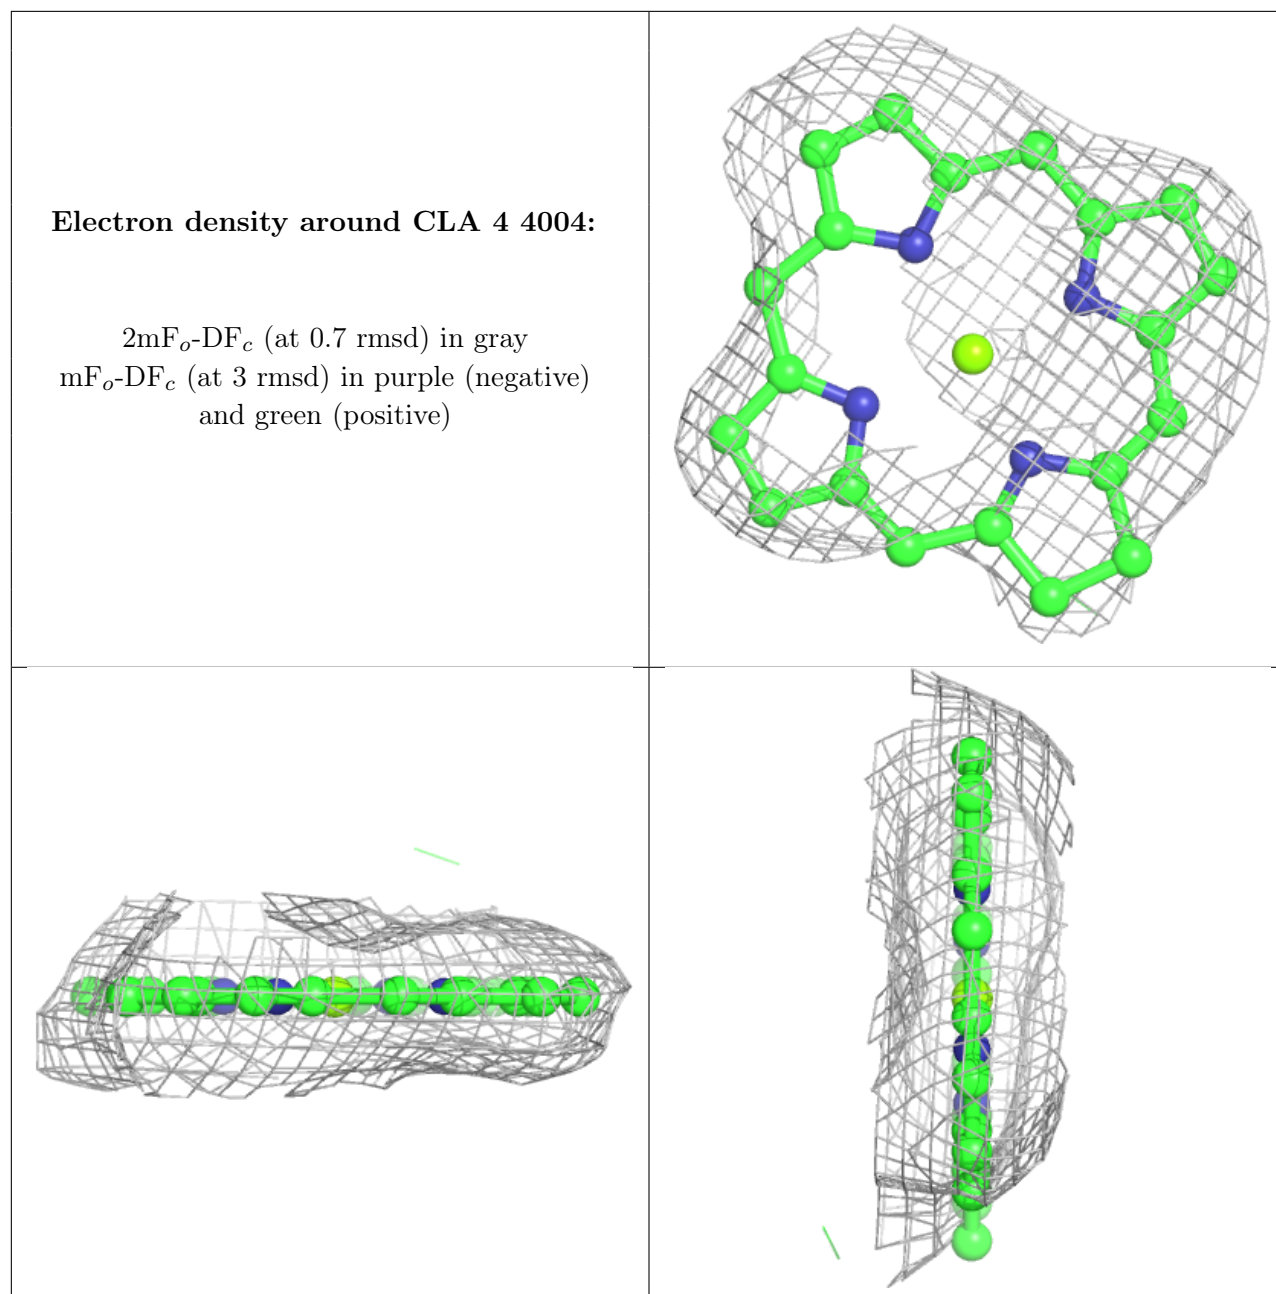 Electron density around CLA 4 4004:
2mFo-DFc (at 0.7 rmsd) in gray
mFo-DFc (at 3 rmsd) in purple (negative)
and green (positive)